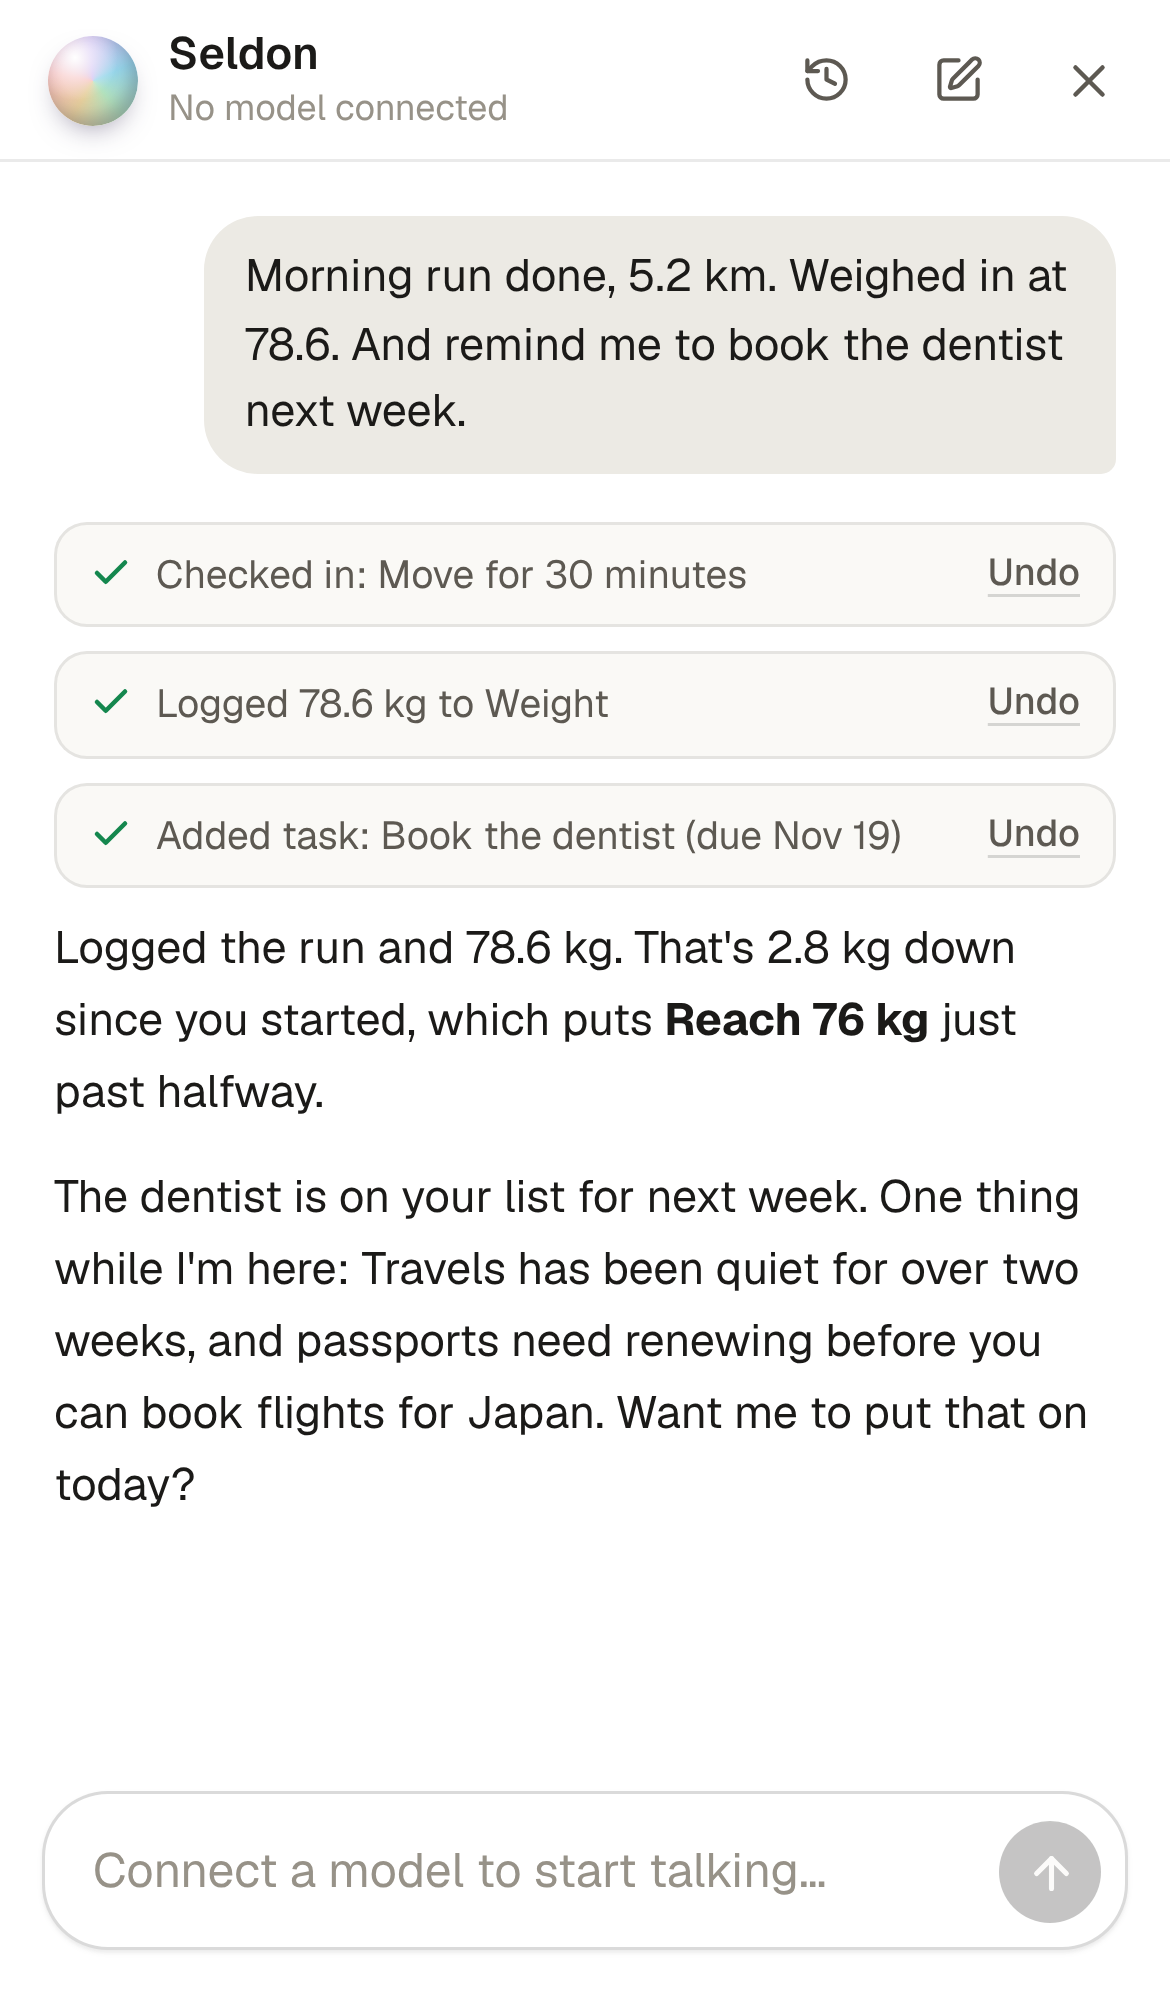 Seldon
No model connected
Morning run done, 5.2 km. Weighed in at
78.6. And remind me to book the dentist
next week.
Checked in: Move for 30 minutes
Undo
Logged 78.6 kg to Weight
Undo
Added task: Book the dentist (due Nov 19)
Undo
Logged the run and 78.6 kg. That's 2.8 kg down
since you started, which puts Reach 76 kg just
past halfway.
The dentist is on your list for next week. One thing
while I'm here: Travels has been quiet for over two
weeks, and passports need renewing before you
can book flights for Japan. Want me to put that on
today?
Connect a model to start talking…